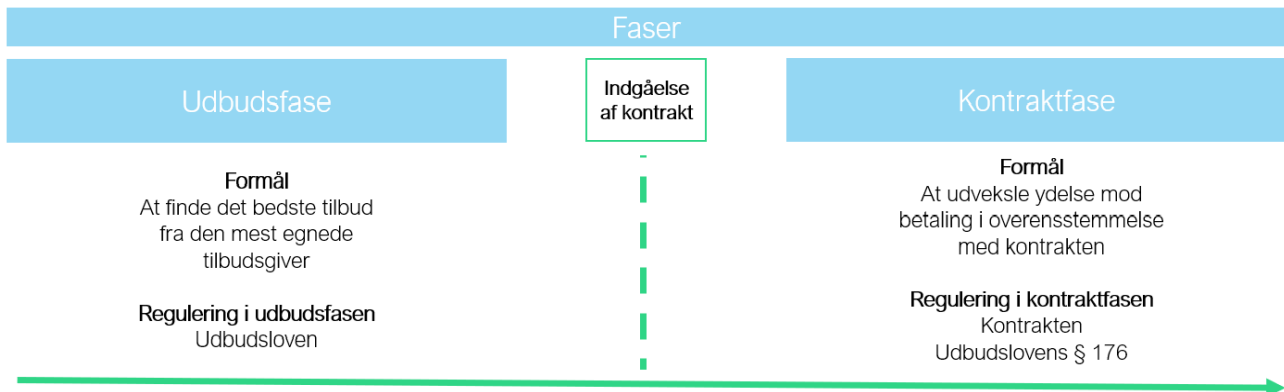 Faser
Udbudsfase
Indgåelse
af kontrakt
Kontraktfase
Formål
At finde det bedste tilbud
fra den mest egnede
tilbudsgiver
Regulering i udbudsfasen
Udbudsloven
Formål
At udveksle ydelse mod
betaling i overensstemmelse
med kontrakten
Regulering i kontraktfasen
Kontrakten
Udbudslovens § 176